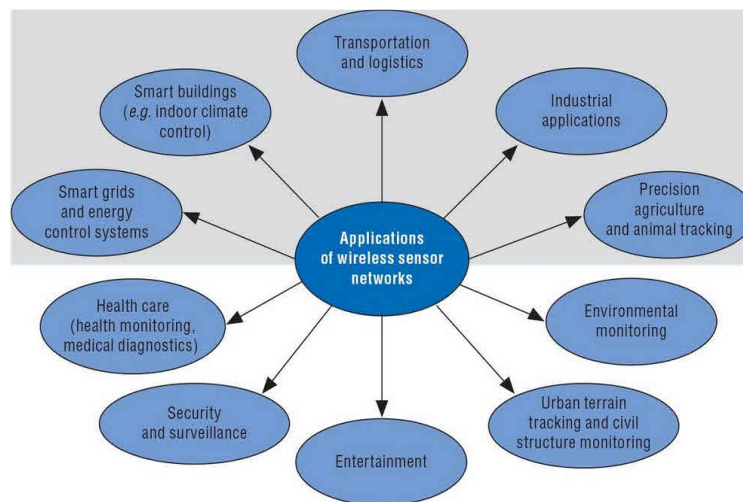 Transportation
and logistics
Smart buildings
(e.g. indoor climate
control)
Industrial
applications
Smart grids
and energy
control systems
Precision
agriculture
and animal tracking
Applications
of wireless sensor
networks
Health care
(health monitoring,
medical diagnostics)
Environmental
monitoring
Security
and surveillance
Urban terrain
tracking and civil
structure monitoring
Entertainment